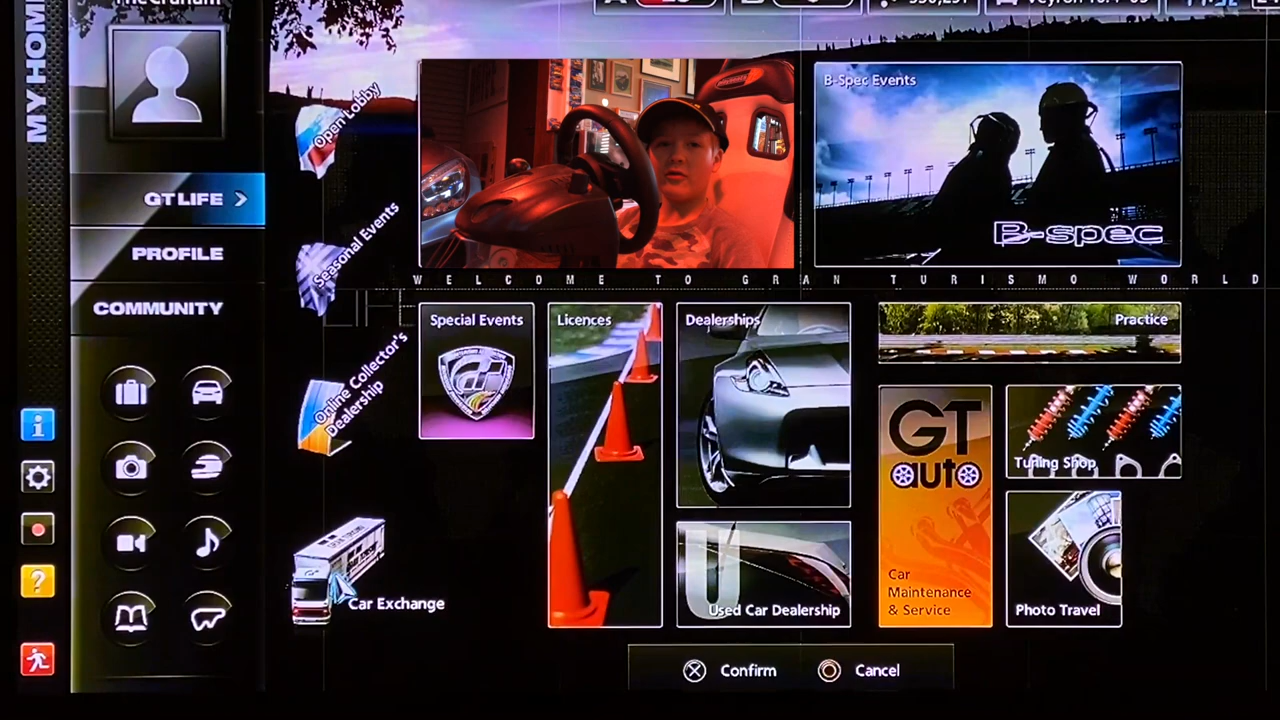 TheCranium
MY HOME
GT LIFE
PROFILE
COMMUNITY
Open Lobby
Seasonal Events
Online Collector's
Dealership
Car Exchange
B-Spec Events
B-spec
WELCOME TO GRAN TURISMO WORLD
Special Events
Licences
Dealerships
Practice
U
Used Car Dealership
GT
auto
Car
Maintenance
& Service
Tuning Shop
Photo Travel
Confirm
Cancel